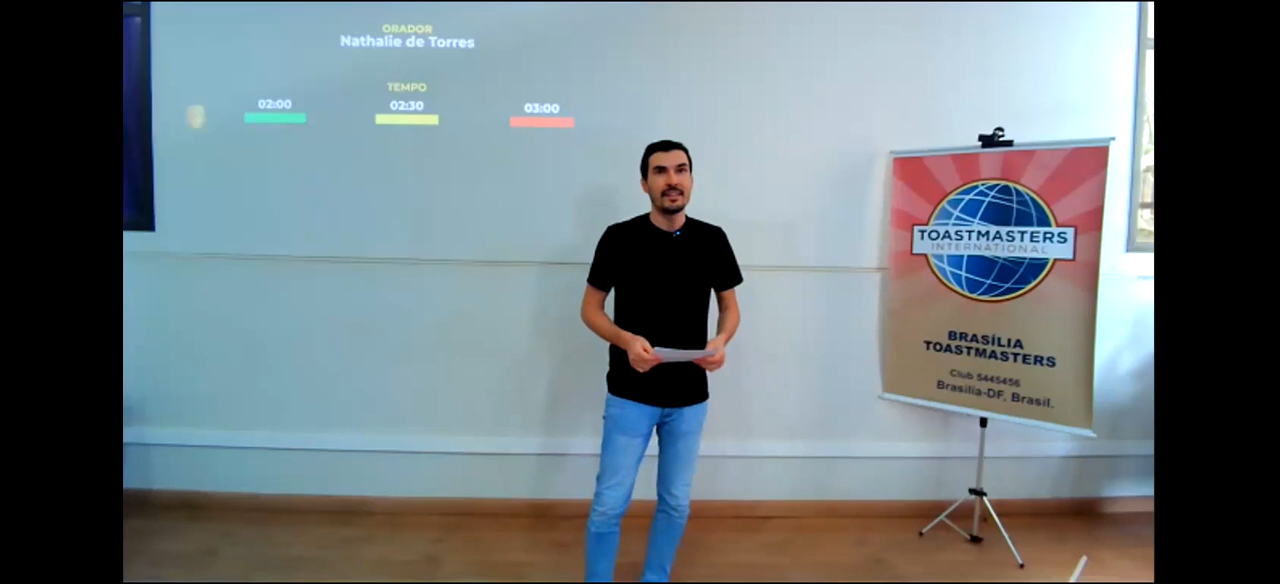 ORADOR
Nathalie de Torres
TEMPO
02:00
02:30
03:00
TOASTMASTERS
INTERNATIONAL
BRASÍLIA
TOASTMASTERS
Club 5445456
Brasilia-DF, Brasil.